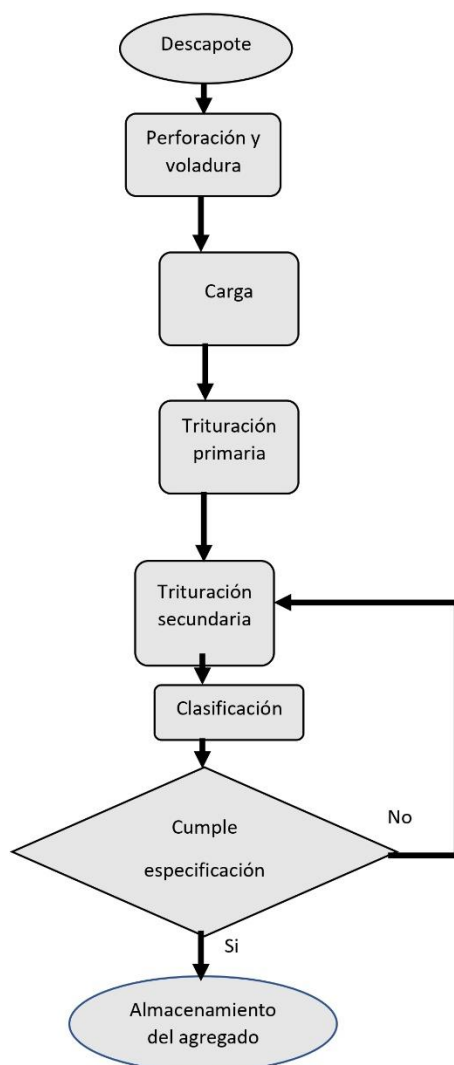 Descapote
Perforación y
voladura
Carga
Trituración
primaria
Trituración
secundaria
Clasificación
Cumple
especificación
No
Si
Almacenamiento
del agregado